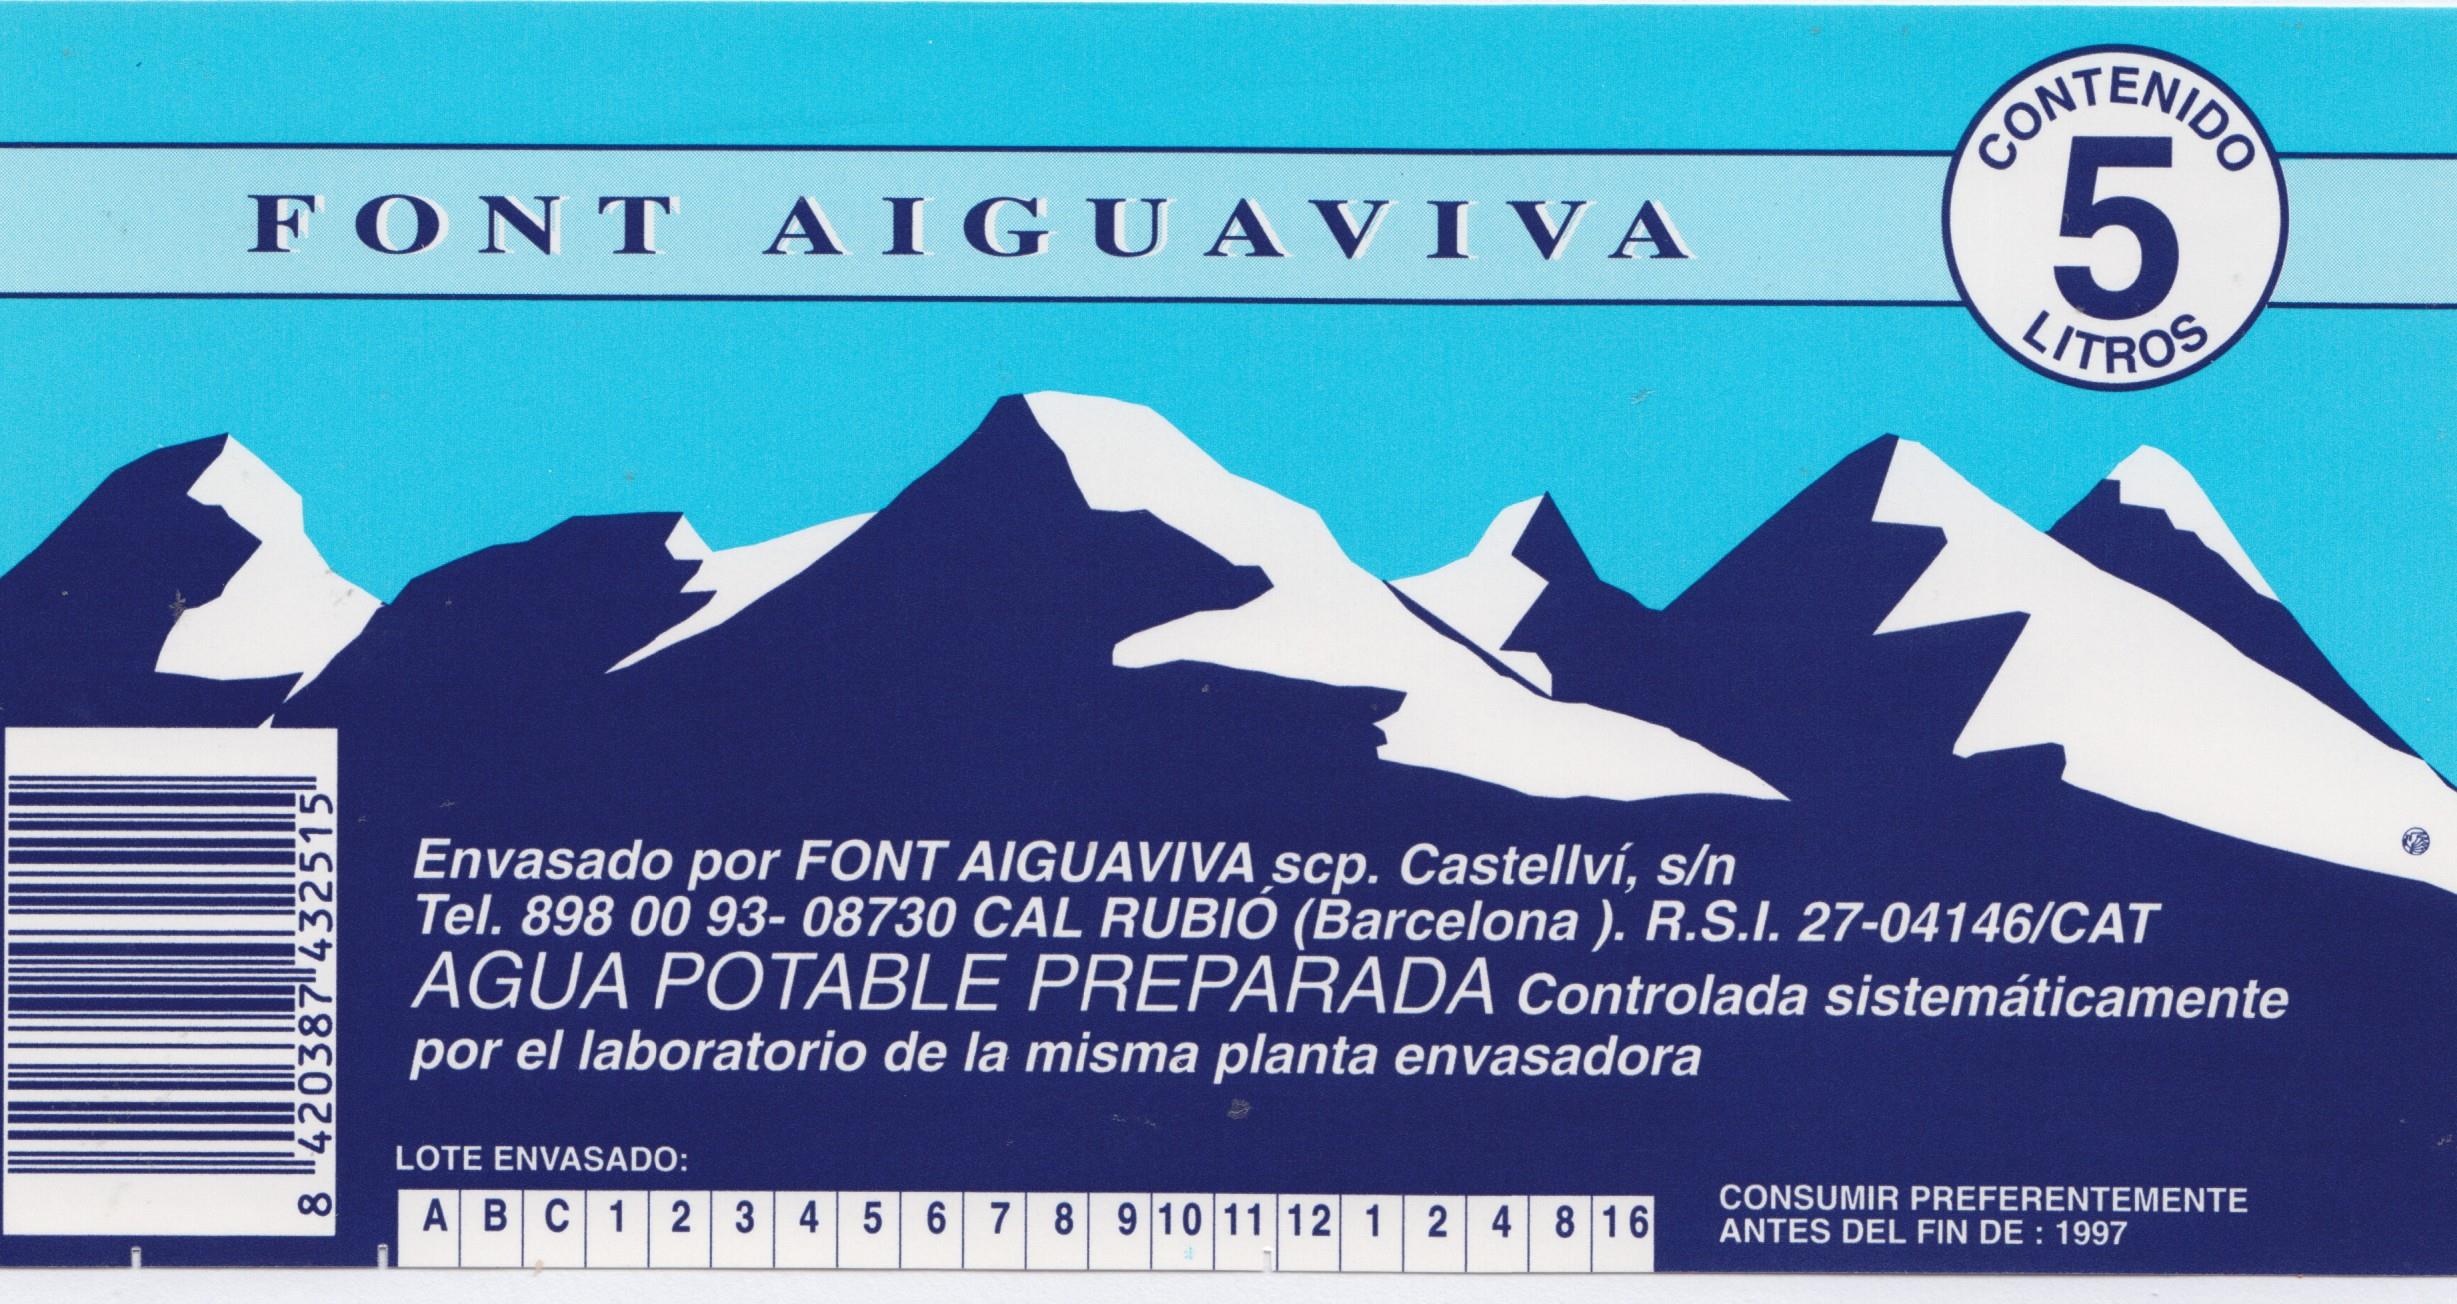 FONT AIGUAVIVA
CONTENIDO
5
LITROS
Envasado por FONT AIGUAVIVA scp. Castellví, s/n
Tel. 898 00 93- 08730 CAL RUBIÓ (Barcelona ). R.S.I. 27-04146/CAT
AGUA POTABLE PREPARADA Controlada sistemáticamente
por el laboratorio de la misma planta envasadora
8 420387 432515
LOTE ENVASADO:
A B C 1 2 3 4 5 6 7 8 9 10 11 12 1 2 4 8 16
CONSUMIR PREFERENTEMENTE
ANTES DEL FIN DE : 1997